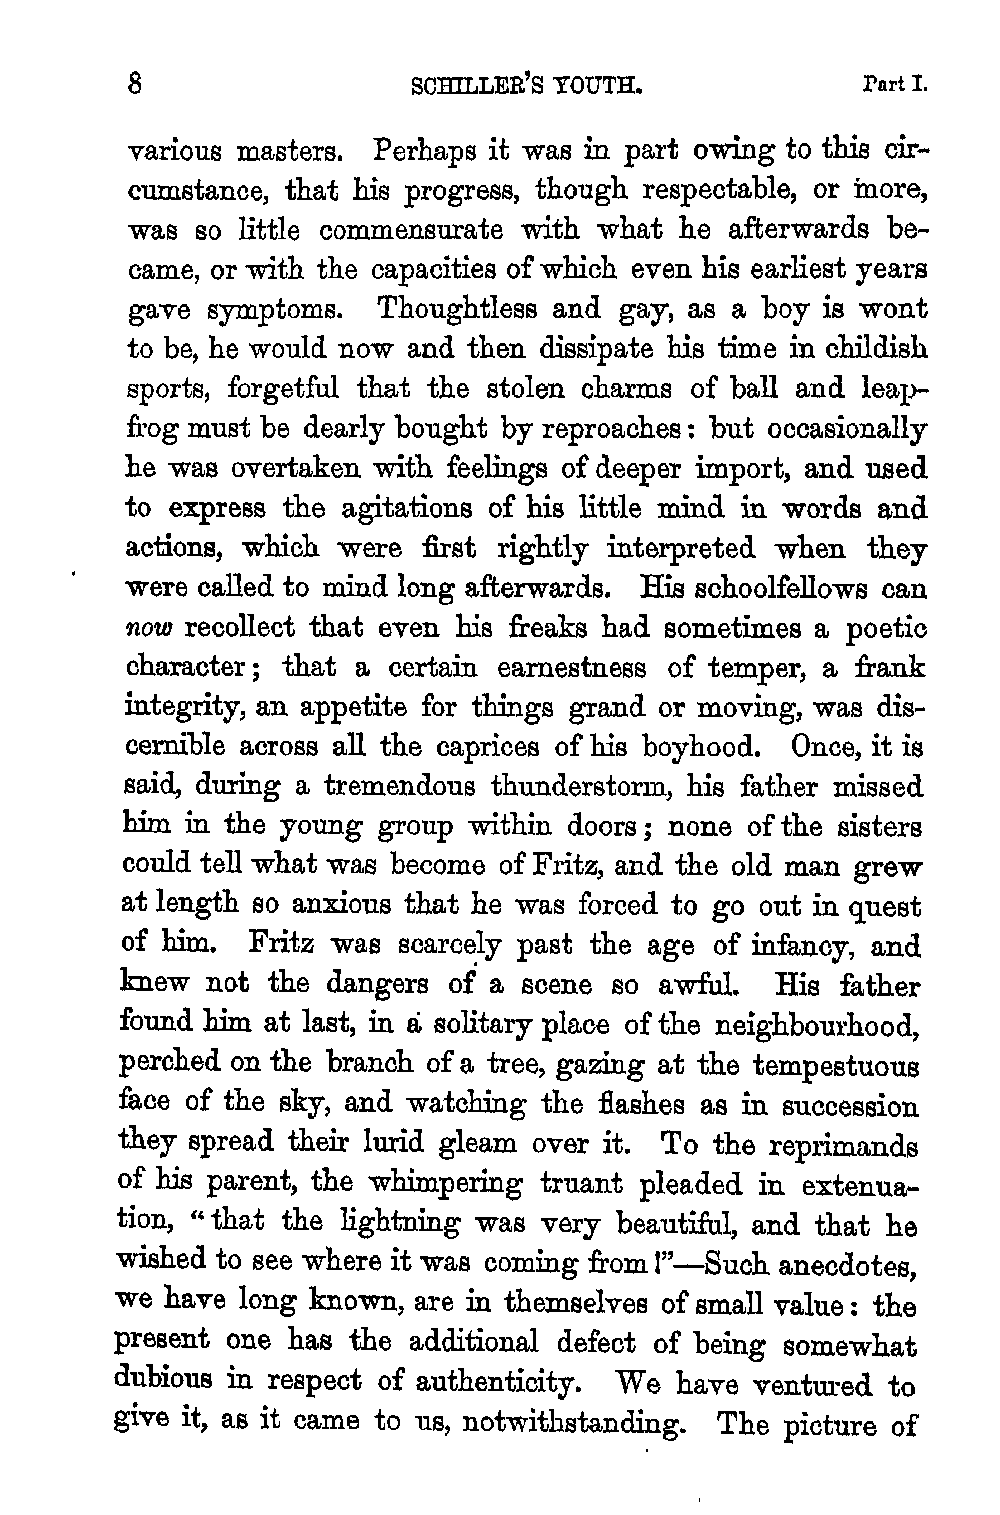 8 SCHILLER'S YOUTH. Part I.
various masters. Perhaps it was in part owing to this cir-
cumstance, that his progress, though respectable, or more,
was so little commensurate with what he afterwards be-
came, or with the capacities of which even his earliest years
gave symptoms. Thoughtless and gay, as a boy is wont
to be, he would now and then dissipate his time in childish
sports, forgetful that the stolen charms of ball and leap-
frog must be dearly bought by reproaches: but occasionally
he was overtaken with feelings of deeper import, and used
to express the agitations of his little mind in words and
actions, which were first rightly interpreted when they
were called to mind long afterwards. His schoolfellows can
now recollect that even his freaks had sometimes a poetic
character; that a certain earnestness of temper, a frank
integrity, an appetite for things grand or moving, was dis-
cernible across all the caprices of his boyhood. Once, it is
said, during a tremendous thunderstorm, his father missed
him in the young group within doors; none of the sisters
could tell what was become of Fritz, and the old man grew
at length so anxious that he was forced to go out in quest
of him. Fritz was scarcely past the age of infancy, and
knew not the dangers of a scene so awful. His father
found him at last, in a solitary place of the neighbourhood,
perched on the branch of a tree, gazing at the tempestuous
face of the sky, and watching the flashes as in succession
they spread their lurid gleam over it. To the reprimands
of his parent, the whimpering truant pleaded in extenua-
tion, "that the lightning was very beautiful, and that he
wished to see where it was coming from!"—Such anecdotes,
we have long known, are in themselves of small value: the
present one has the additional defect of being somewhat
dubious in respect of authenticity. We have ventured to
give it, as it came to us, notwithstanding. The picture of